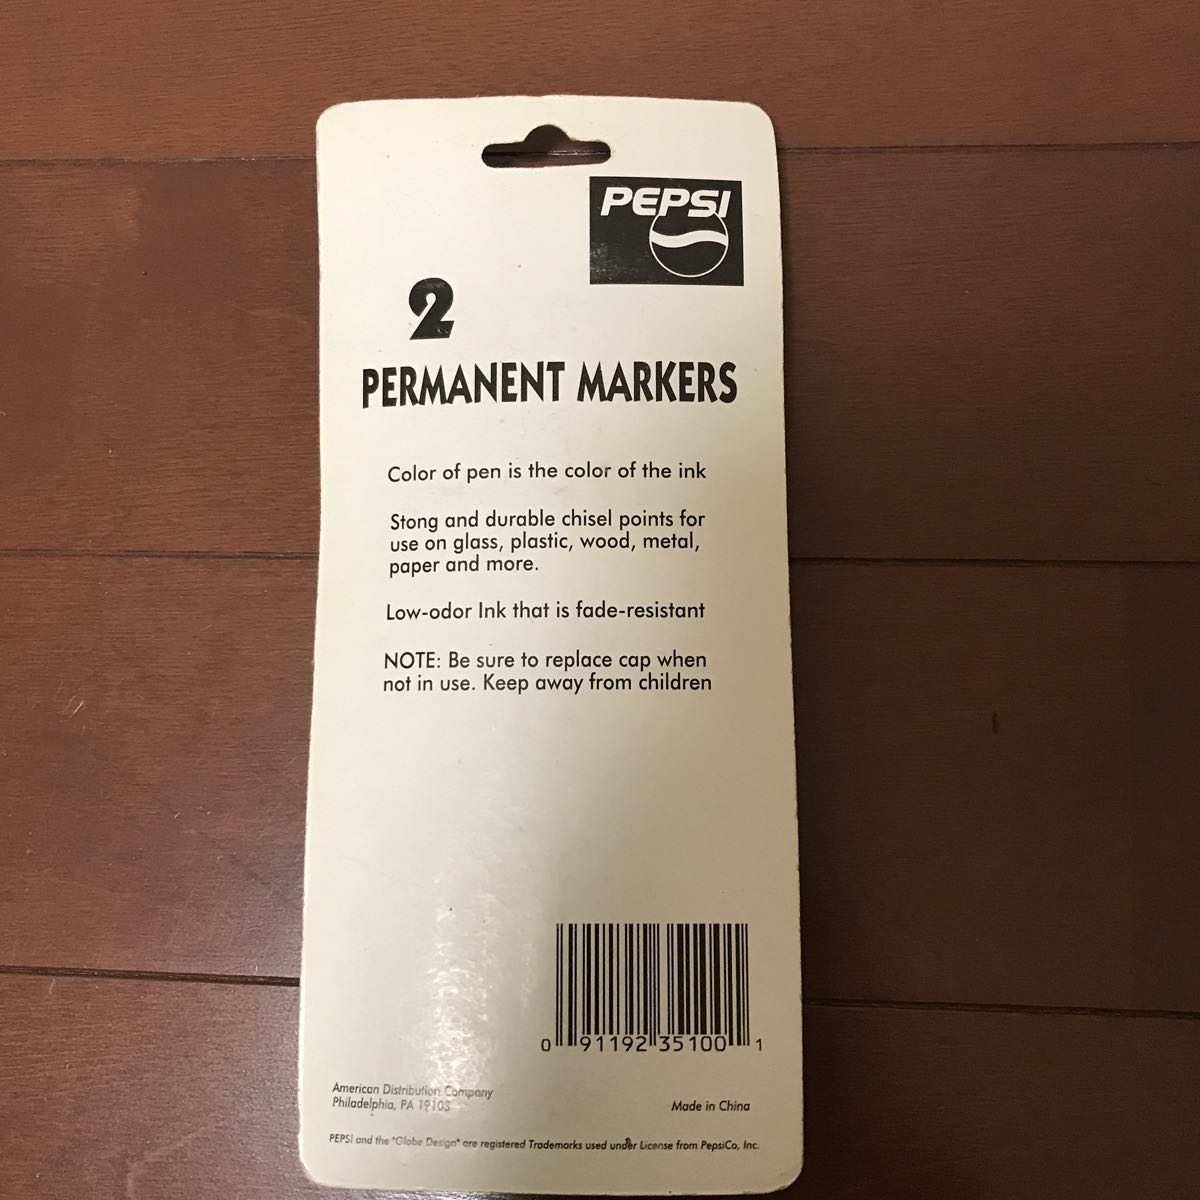 PEPSI
2
PERMANENT MARKERS
Color of pen is the color of the ink
Stong and durable chisel points for
use on glass, plastic, wood, metal,
paper and more.
Low-odor Ink that is fade-resistant
NOTE: Be sure to replace cap when
not in use. Keep away from children
0 91192 35100 1
American Distribution Company
Philadelphia, PA 19103
Made in China
PEPSI and the "Globe Design" are registered Trademarks used under License from PepsiCo, Inc.